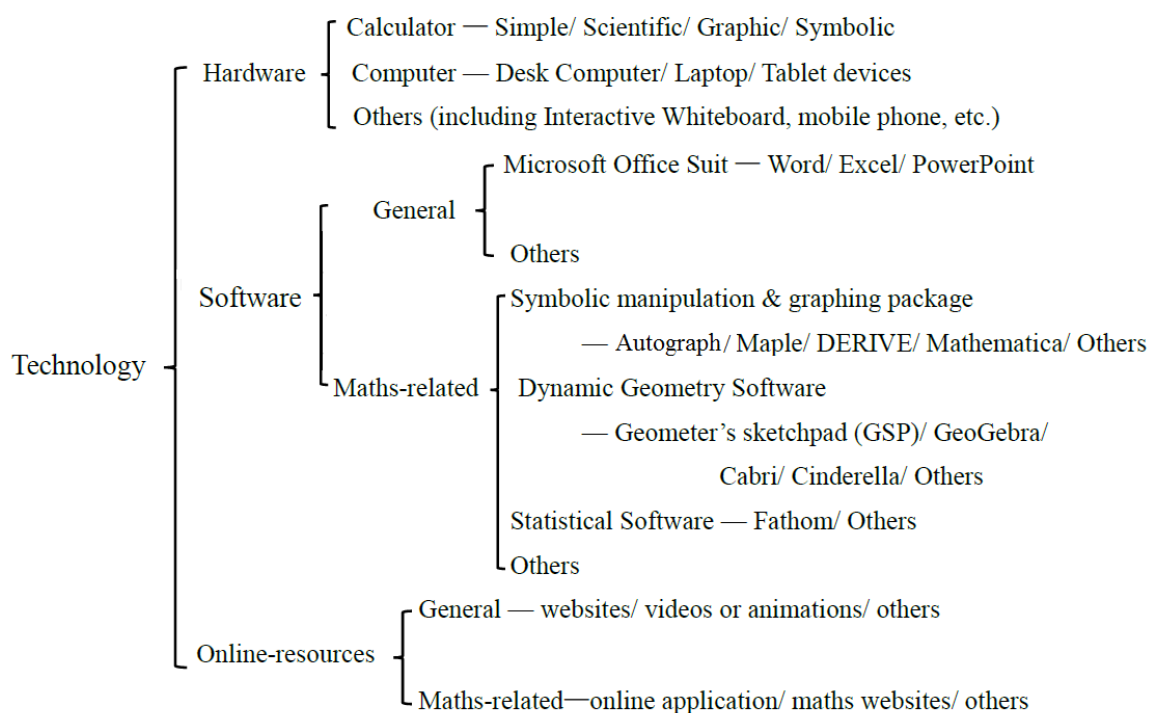 Calculator — Simple/ Scientific/ Graphic/ Symbolic
Hardware
Computer — Desk Computer/ Laptop/ Tablet devices
Others (including Interactive Whiteboard, mobile phone, etc.)
Microsoft Office Suit — Word/ Excel/ PowerPoint
General
Others
Software
Symbolic manipulation & graphing package
— Autograph/ Maple/ DERIVE/ Mathematica/ Others
Technology
Maths-related
Dynamic Geometry Software
— Geometer’s sketchpad (GSP)/ GeoGebra/
Cabri/ Cinderella/ Others
Statistical Software — Fathom/ Others
Others
General — websites/ videos or animations/ others
Online-resources
Maths-related—online application/ maths websites/ others